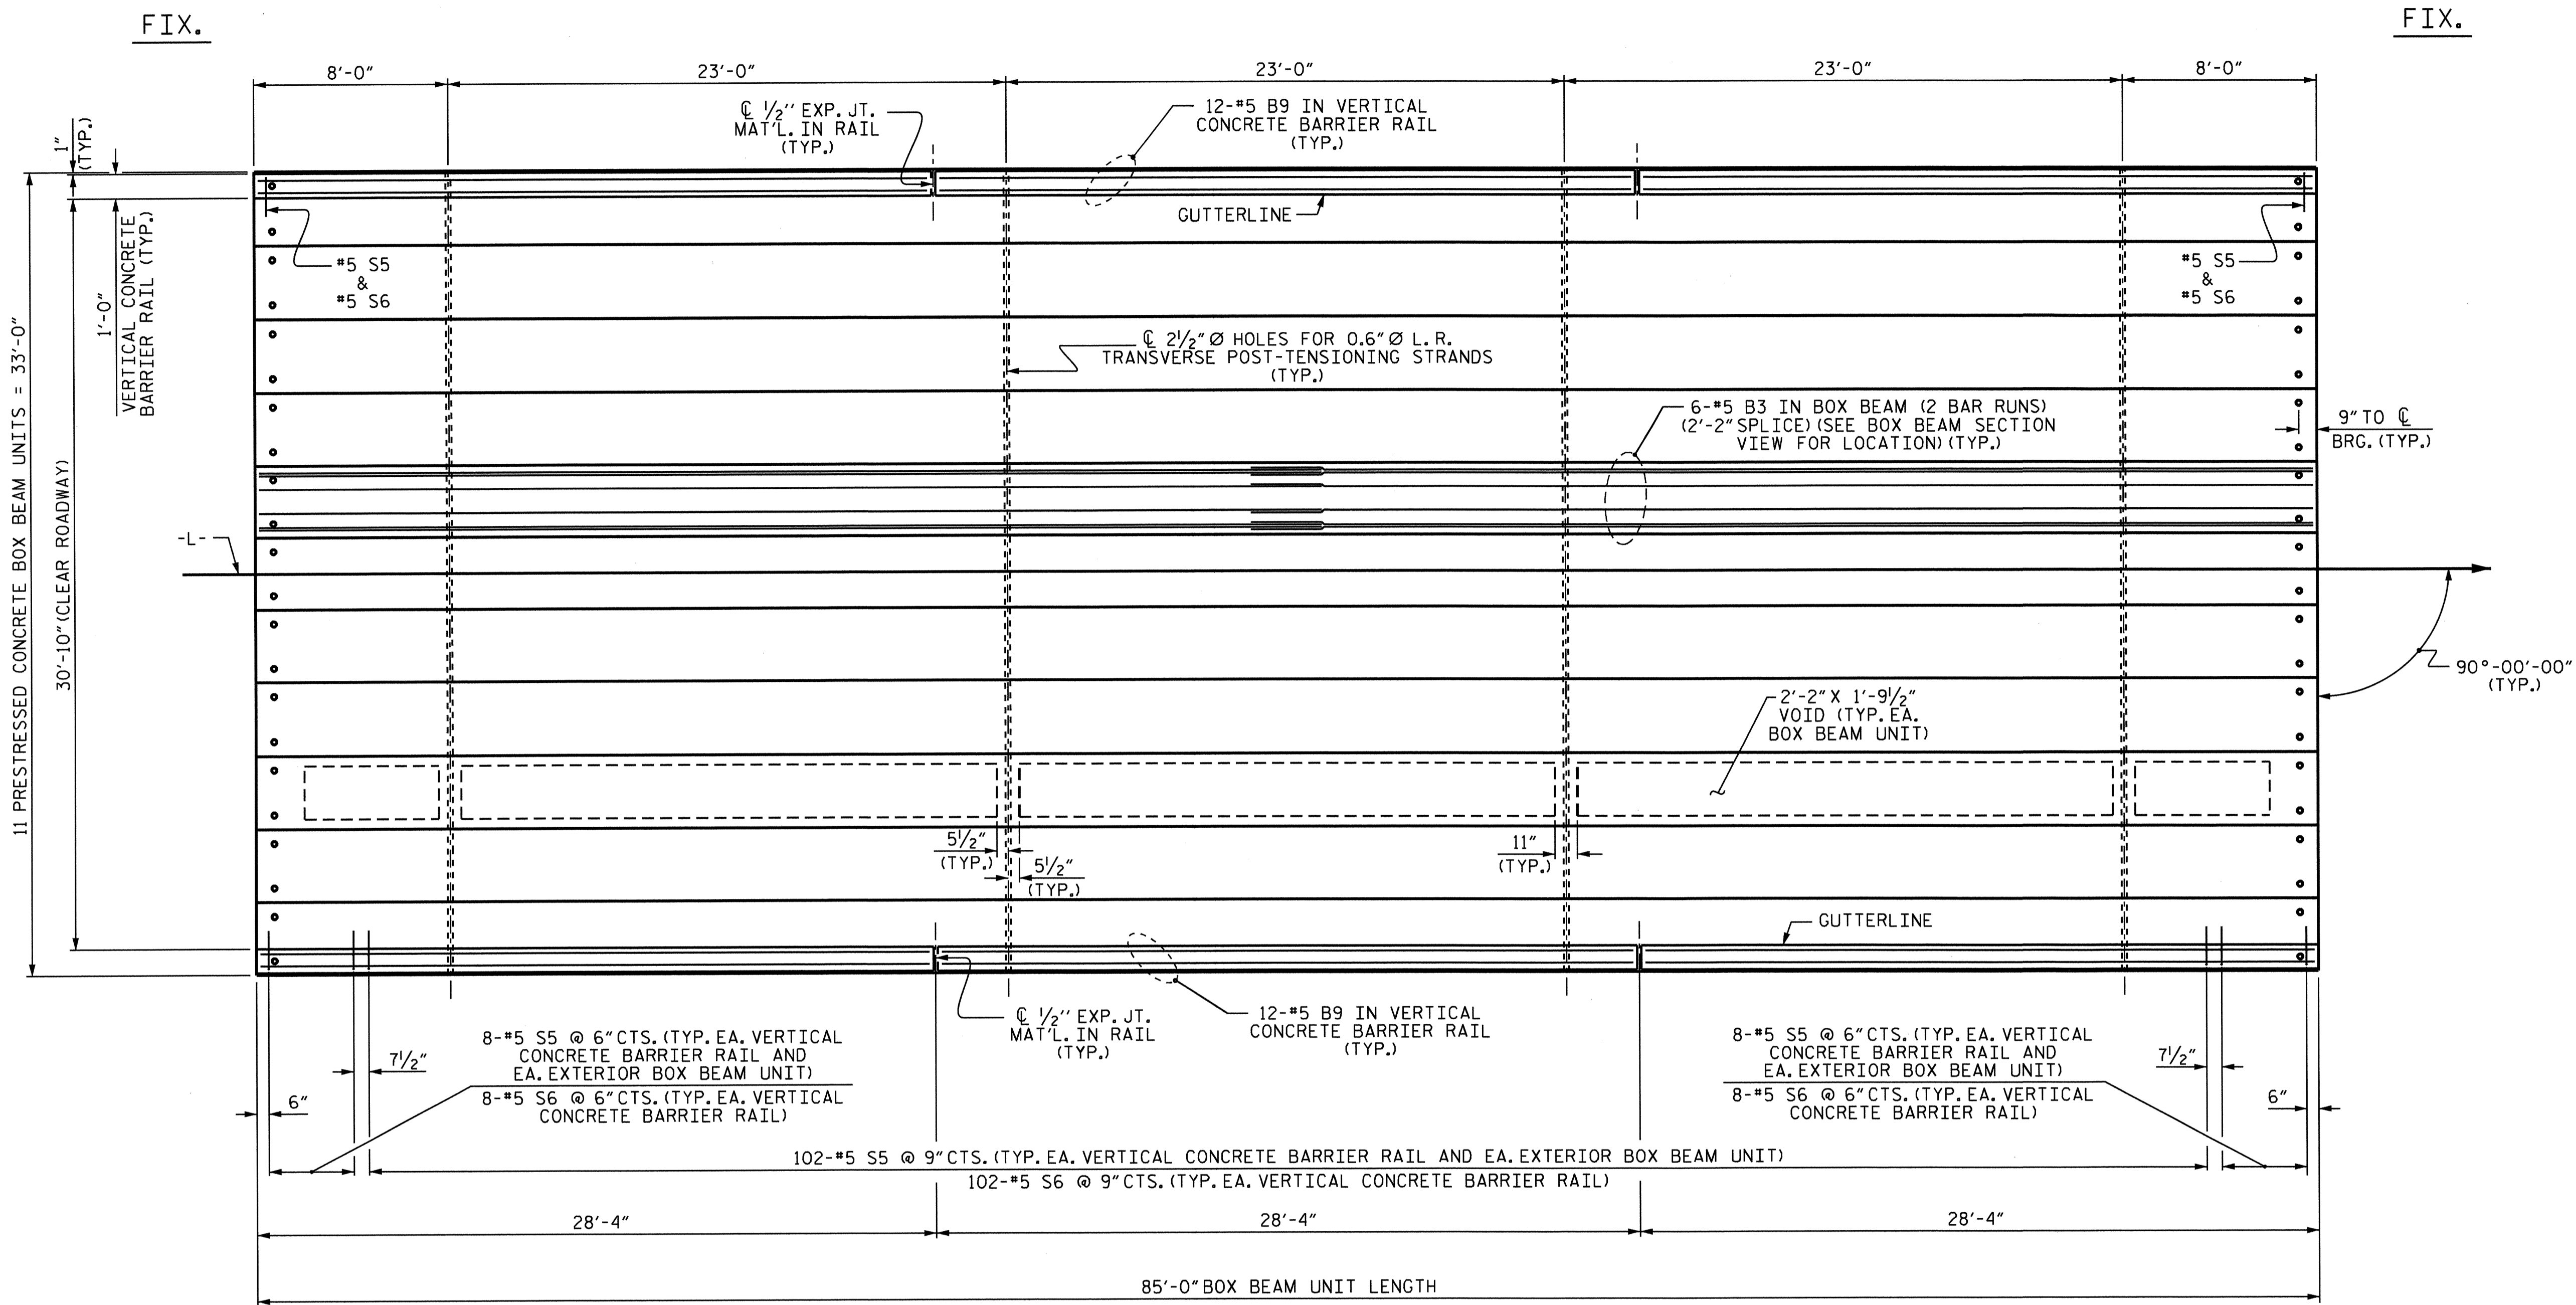 FIX.
FIX.
8'-0"
23'-0"
23'-0"
23'-0"
8'-0"
℄ 1/2'' EXP. JT.
MAT'L. IN RAIL
(TYP.)
12-#5 B9 IN VERTICAL
CONCRETE BARRIER RAIL
(TYP.)
1"
(TYP.)
GUTTERLINE
1'-0"
VERTICAL CONCRETE
BARRIER RAIL (TYP.)
#5 S5
&
#5 S6
#5 S5
&
#5 S6
11 PRESTRESSED CONCRETE BOX BEAM UNITS = 33'-0"
30'-10" (CLEAR ROADWAY)
℄ 2 1/2" Ø HOLES FOR 0.6" Ø L.R.
TRANSVERSE POST-TENSIONING STRANDS
(TYP.)
6-#5 B3 IN BOX BEAM (2 BAR RUNS)
(2'-2" SPLICE) (SEE BOX BEAM SECTION
VIEW FOR LOCATION) (TYP.)
9" TO ℄
BRG. (TYP.)
-L-
90°-00'-00"
(TYP.)
2'-2" X 1'-9 1/2"
VOID (TYP. EA.
BOX BEAM UNIT)
5 1/2"
(TYP.)
5 1/2"
(TYP.)
11"
(TYP.)
GUTTERLINE
℄ 1/2'' EXP. JT.
MAT'L. IN RAIL
(TYP.)
12-#5 B9 IN VERTICAL
CONCRETE BARRIER RAIL
(TYP.)
8-#5 S5 @ 6" CTS. (TYP. EA. VERTICAL
CONCRETE BARRIER RAIL AND
EA. EXTERIOR BOX BEAM UNIT)
8-#5 S6 @ 6" CTS. (TYP. EA. VERTICAL
CONCRETE BARRIER RAIL)
7 1/2"
6"
8-#5 S5 @ 6" CTS. (TYP. EA. VERTICAL
CONCRETE BARRIER RAIL AND
EA. EXTERIOR BOX BEAM UNIT)
8-#5 S6 @ 6" CTS. (TYP. EA. VERTICAL
CONCRETE BARRIER RAIL)
7 1/2"
6"
102-#5 S5 @ 9" CTS. (TYP. EA. VERTICAL CONCRETE BARRIER RAIL AND EA. EXTERIOR BOX BEAM UNIT)
102-#5 S6 @ 9" CTS. (TYP. EA. VERTICAL CONCRETE BARRIER RAIL)
28'-4"
28'-4"
28'-4"
85'-0" BOX BEAM UNIT LENGTH